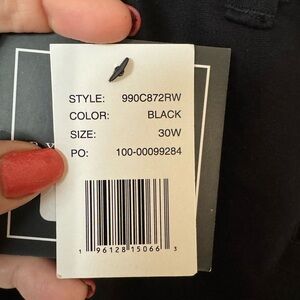 STYLE: 990C872RW
COLOR: BLACK
SIZE: 30W
PO: 100-00099284
1 96128 15066 3